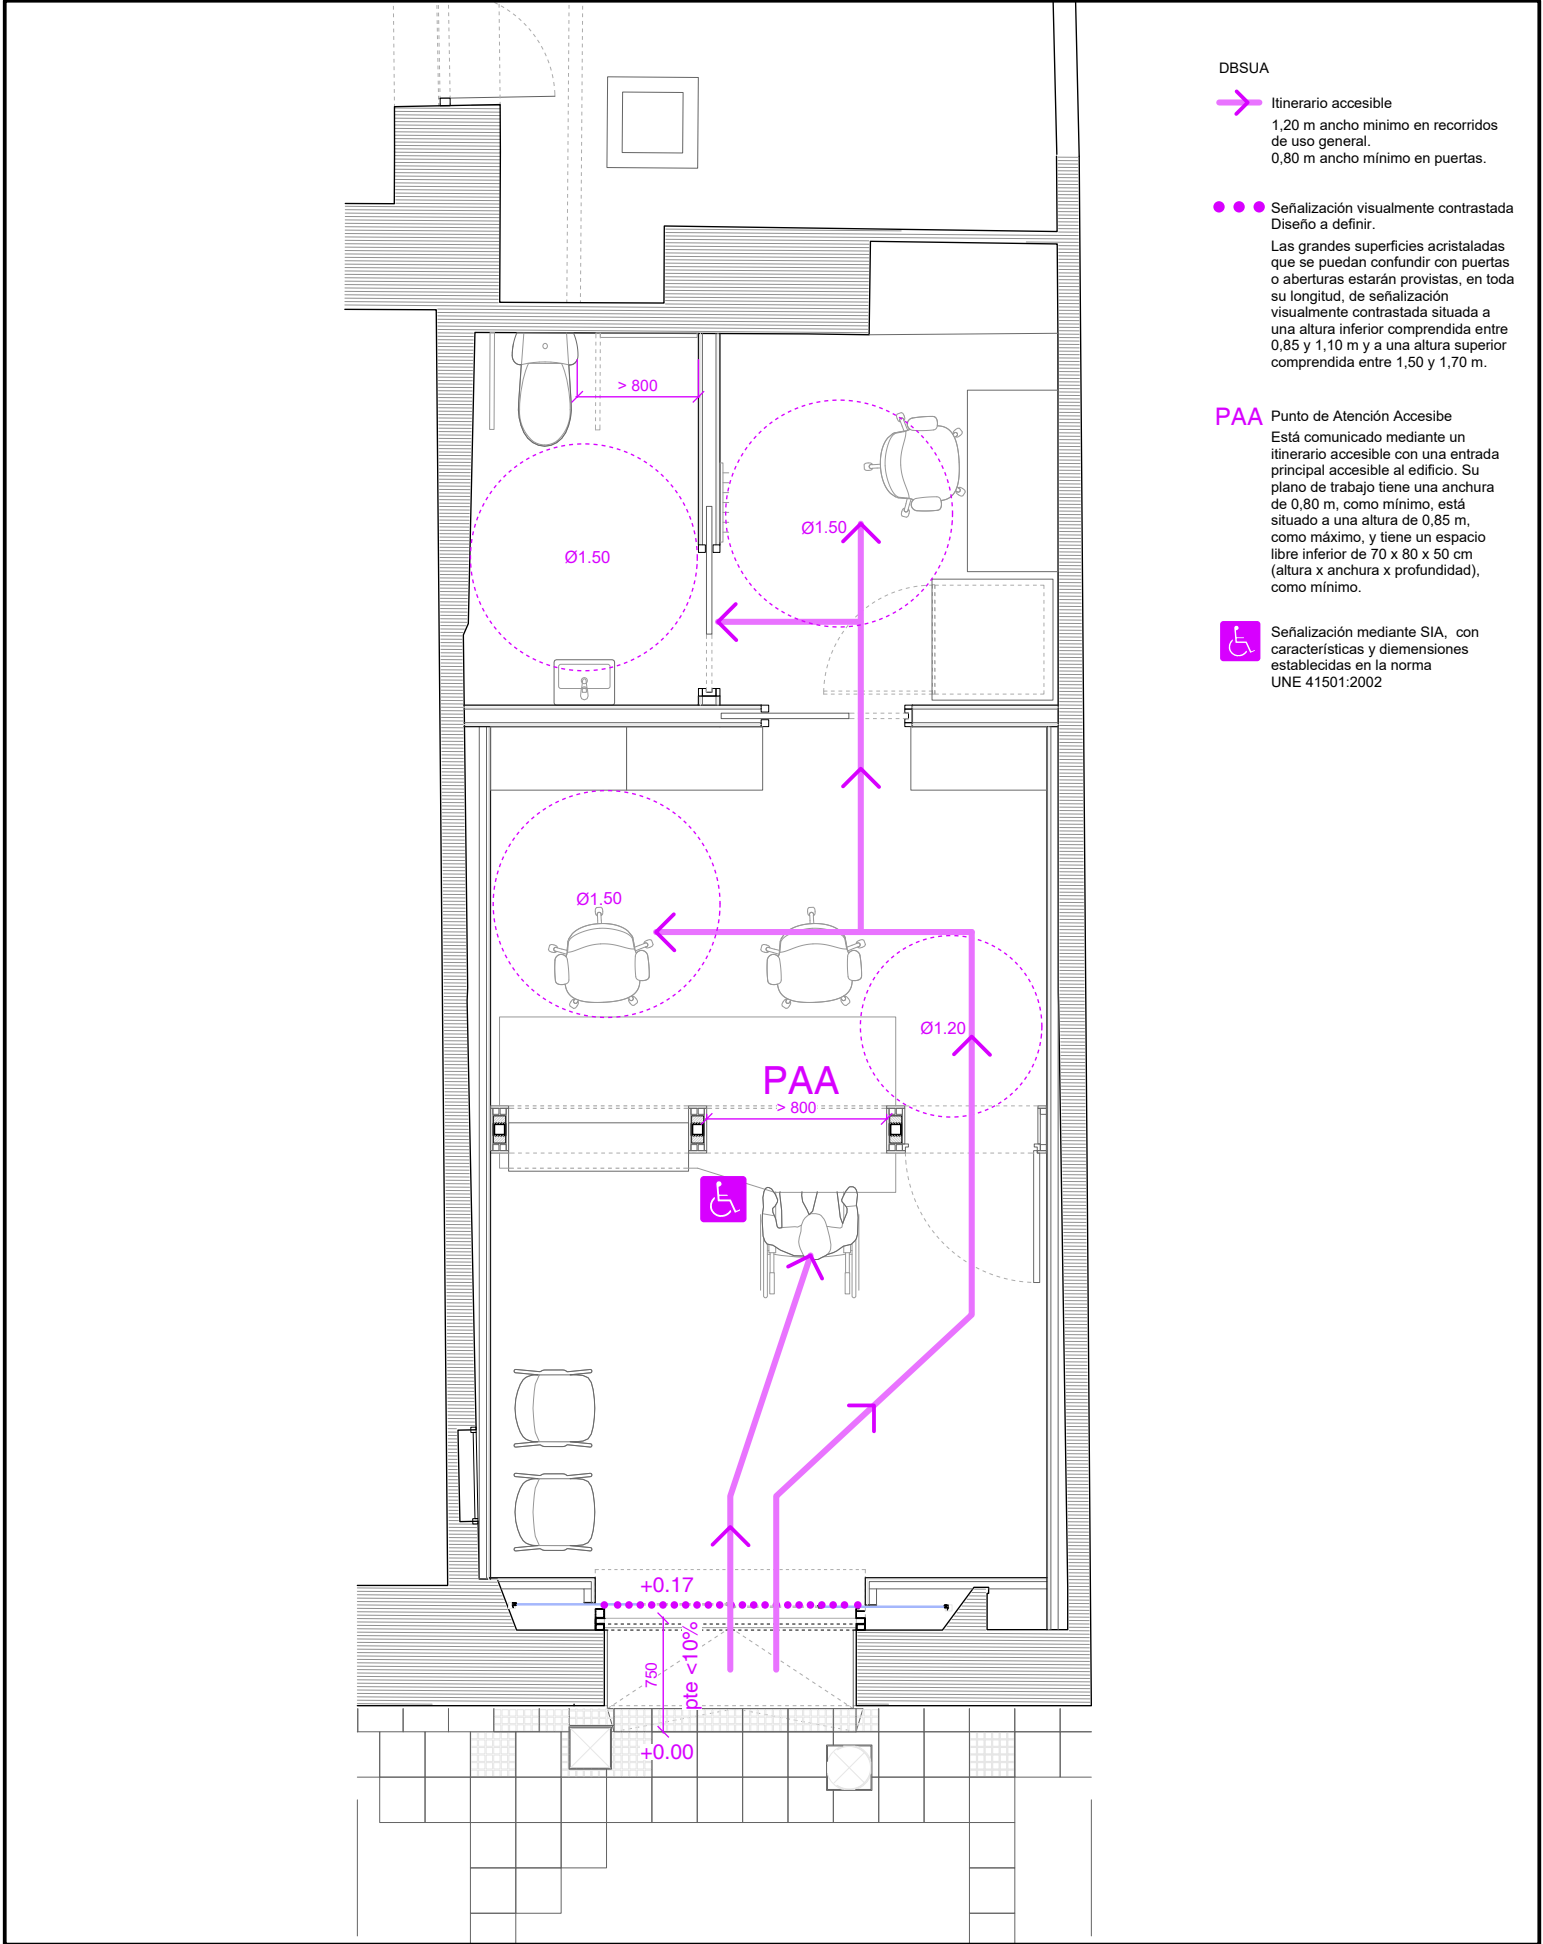 DBSUA
Itinerario accesible
1,20 m ancho minimo en recorridos
de uso general.
0,80 m ancho mínimo en puertas.
Señalización visualmente contrastada
Diseño a definir.
Las grandes superficies acristaladas
que se puedan confundir con puertas
o aberturas estarán provistas, en toda
su longitud, de señalización
visualmente contrastada situada a
una altura inferior comprendida entre
0,85 y 1,10 m y a una altura superior
comprendida entre 1,50 y 1,70 m.
PAA Punto de Atención Accesibe
Está comunicado mediante un
itinerario accesible con una entrada
principal accesible al edificio. Su
plano de trabajo tiene una anchura
de 0,80 m, como mínimo, está
situado a una altura de 0,85 m,
como máximo, y tiene un espacio
libre inferior de 70 x 80 x 50 cm
(altura x anchura x profundidad),
como mínimo.
Señalización mediante SIA, con
características y diemensiones
establecidas en la norma
UNE 41501:2002
> 800
Ø1.50
Ø1.50
Ø1.50
Ø1.20
PAA
> 800
+0.17
750
pte <10%
+0.00